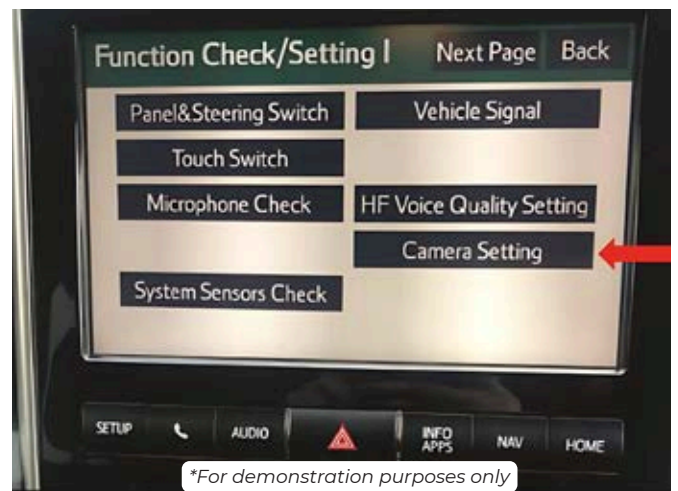 Function Check/Setting I Next Page Back
Panel&Steering Switch Vehicle Signal
Touch Switch
Microphone Check HF Voice Quality Setting
Camera Setting
System Sensors Check
SETUP AUDIO INFO APPS NAV HOME
*For demonstration purposes only